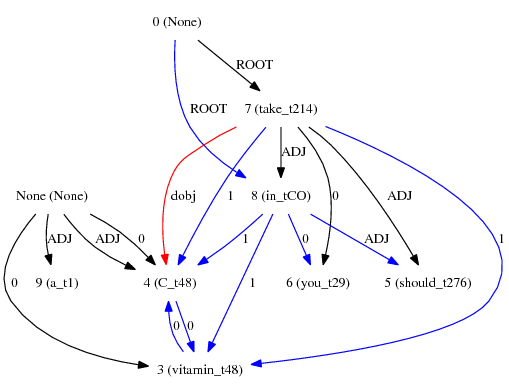 0 (None)
ROOT
ROOT 7 (take_t214)
ADJ
None (None) dobj 1 8 (in_tCO) 0 ADJ
ADJ ADJ 0 1 0 ADJ 1
0 9 (a_t1) 4 (C_t48) 1 6 (you_t29) 5 (should_t276)
0 0
3 (vitamin_t48)